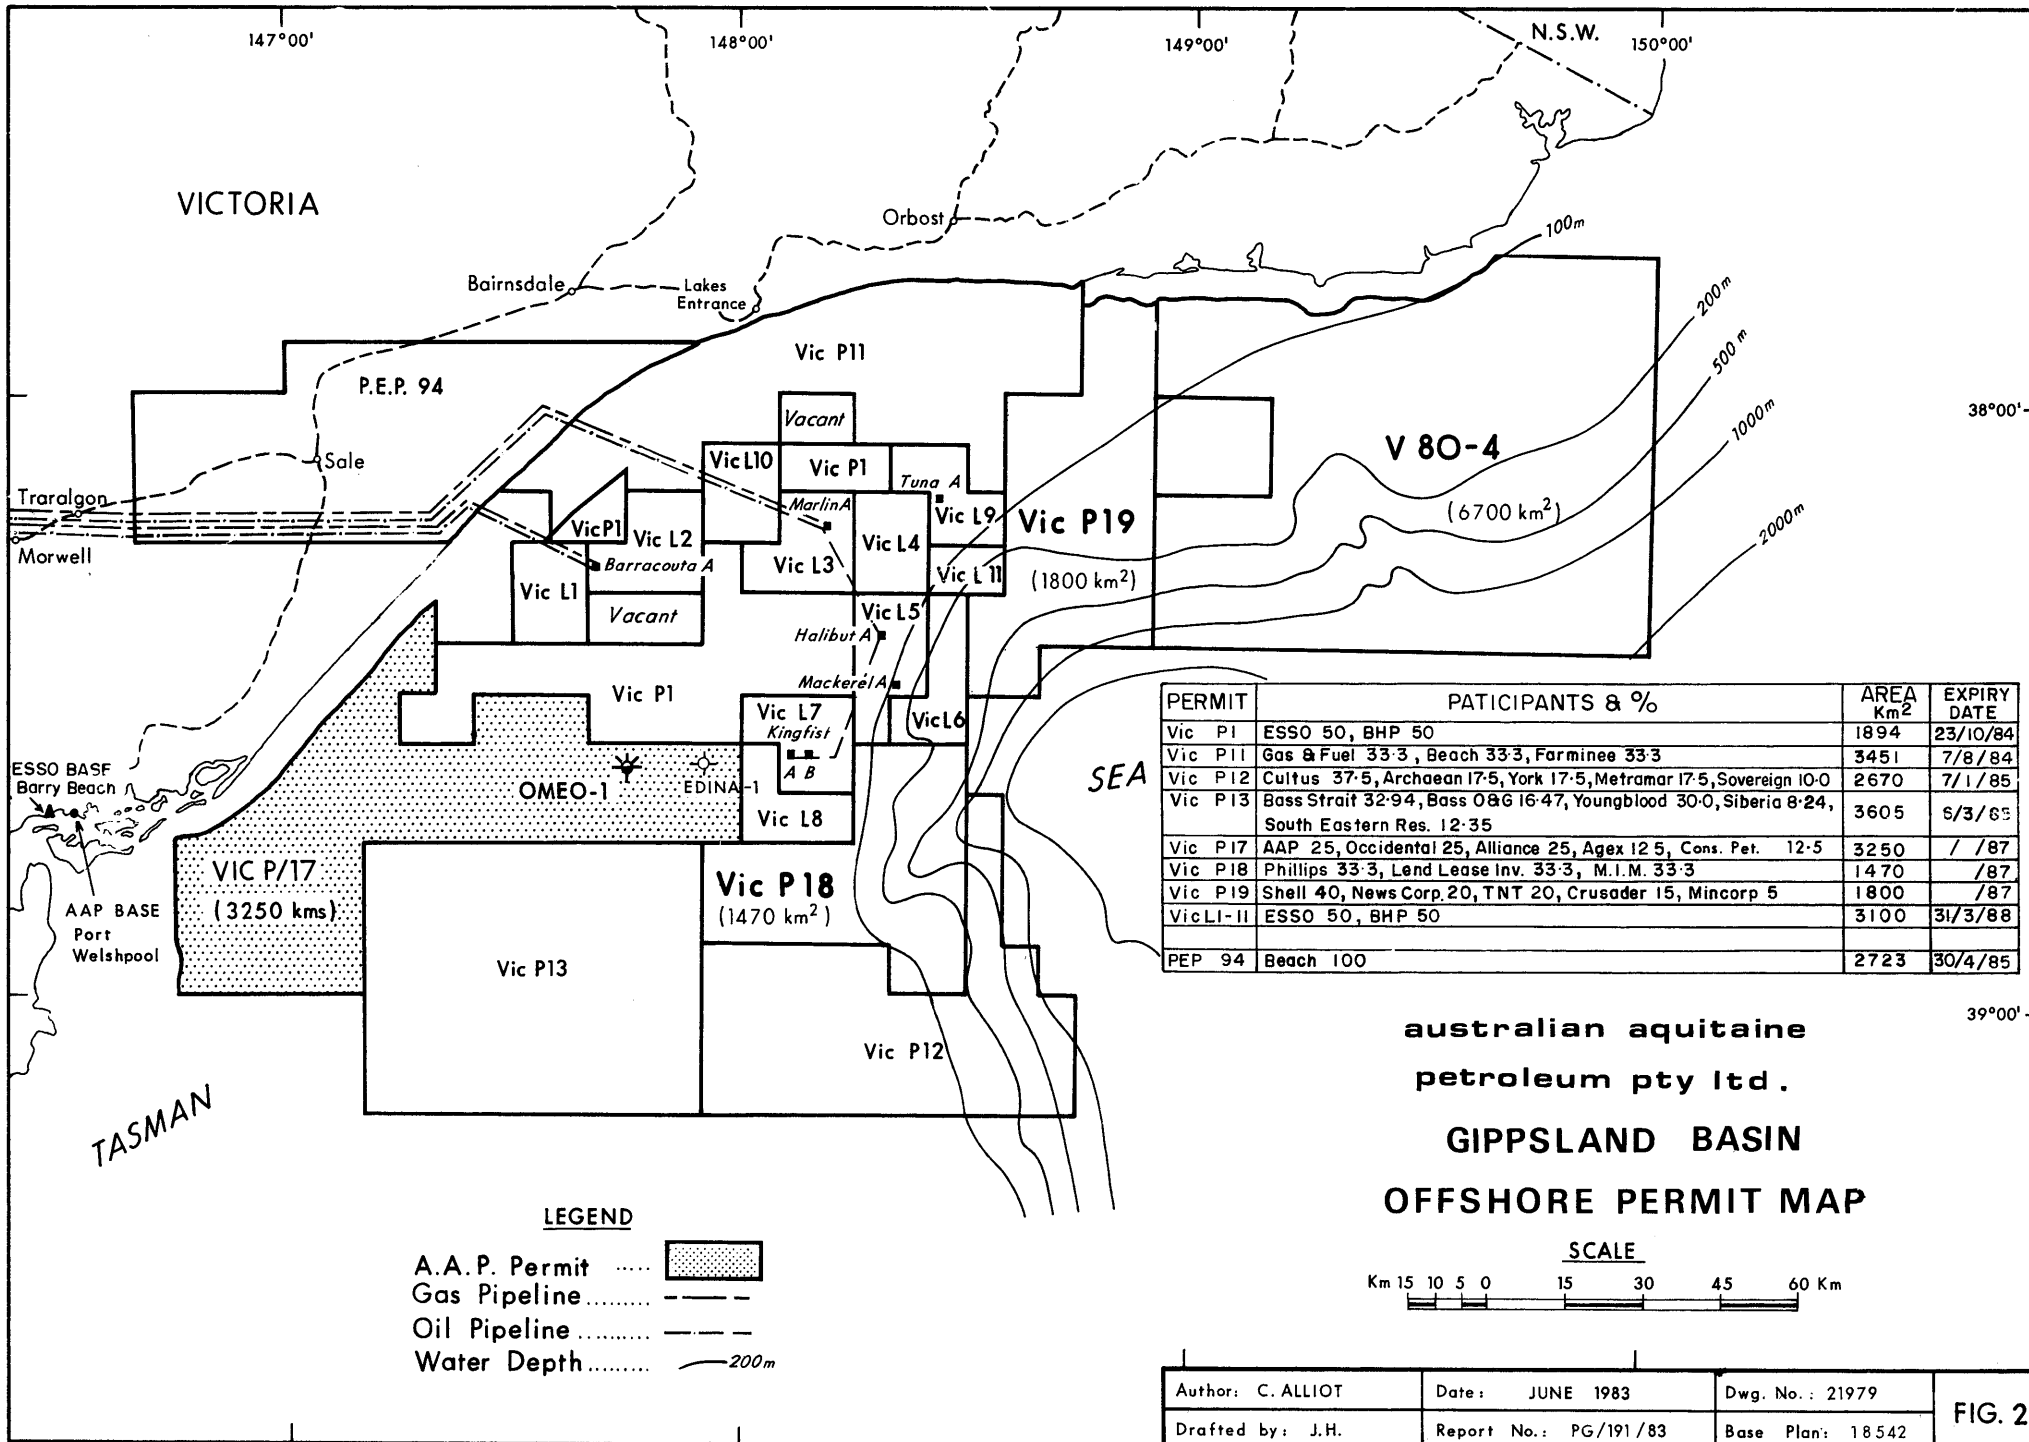 147°00'
148°00'
149°00'
N.S.W.
150°00'
VICTORIA
Orbost
100m
Bairnsdale
Lakes
Entrance
200m
Vic P11
500m
P.E.P. 94
38°00'
Vacant
1000m
V 80-4
Vic L10
Vic P1
Sale
Tuna A
Traralgon
Marlin A
Vic L9
Vic P19
(6700 km²)
Vic P1
Vic L2
Vic L4
2000m
Morwell
Barracouta A
Vic L3
Vic L11
(1800 km²)
Vic L1
Vacant
Vic L5
Halibut A
Mackerel A
Vic P1
Vic L7
Vic L6
Kingfist
A B
SEA
ESSO BASE
Barry Beach
OMEO-1
EDINA-1
Vic L8
VIC P/17
(3250 kms)
Vic P18
(1470 km²)
AAP BASE
Port
Welshpool
Vic P13
Vic P12
TASMAN
39°00'
PERMIT PATICIPANTS & % AREA Km² EXPIRY DATE
Vic P1 ESSO 50, BHP 50 1894 23/10/84
Vic P11 Gas & Fuel 33·3, Beach 33·3, Farminee 33·3 3451 7/8/84
Vic P12 Cultus 37·5, Archaean 17·5, York 17·5, Metramar 17·5, Sovereign 10·0 2670 7/1/85
Vic P13 Bass Strait 32·94, Bass O&G 16·47, Youngblood 30·0, Siberia 8·24,
South Eastern Res. 12·35 3605
Vic P17 AAP 25, Occidental 25, Alliance 25, Agex 12 5, Cons. Pet. 12·5 3250 / /87
Vic P18 Phillips 33·3, Lend Lease Inv. 33·3, M.I.M. 33·3 1470 /87
Vic P19 Shell 40, News Corp. 20, TNT 20, Crusader 15, Mincorp 5 1800 /87
Vic L1-11 ESSO 50, BHP 50 3100 31/3/88
PEP 94 Beach 100 2723 30/4/85
australian aquitaine
petroleum pty ltd.
GIPPSLAND BASIN
OFFSHORE PERMIT MAP
SCALE
Km 15 10 5 0 15 30 45 60 Km
LEGEND
A.A.P. Permit .....
Gas Pipeline.........
Oil Pipeline ..........
Water Depth........ 200m
Author: C. ALLIOT Date: JUNE 1983 Dwg. No.: 21979
Drafted by: J.H. Report No.: PG/191/83 Base Plan: 18542
FIG. 2